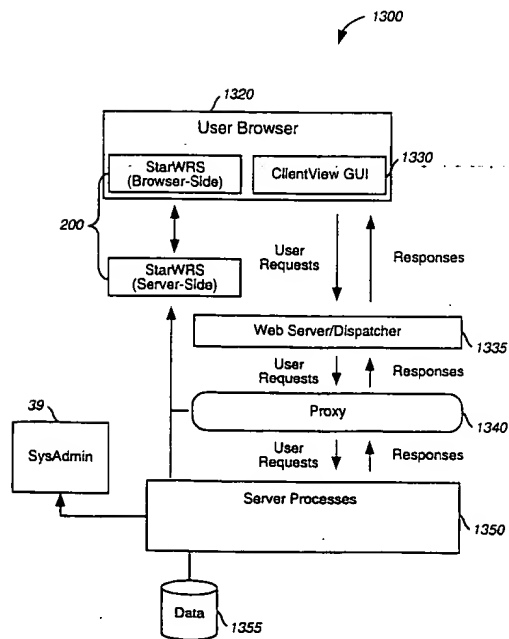 1300
1320
User Browser
StarWRS
(Browser-Side)
ClientView GUI
1330
200
StarWRS
(Server-Side)
User
Requests
Responses
Web Server/Dispatcher
1335
User
Requests
Responses
39
SysAdmin
Proxy
1340
User
Requests
Responses
Server Processes
1350
Data
1355